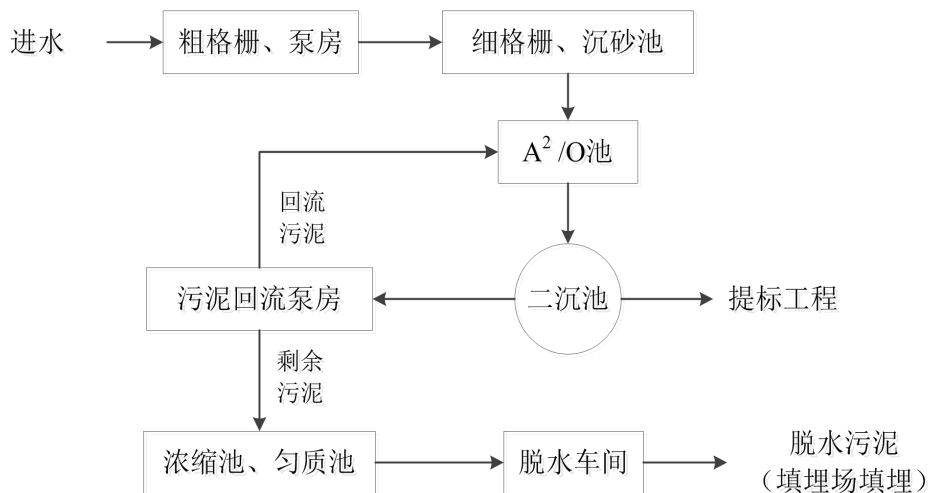 进水
粗格栅、泵房
细格栅、沉砂池
A² /O池
回流
污泥
污泥回流泵房
二沉池
提标工程
剩余
污泥
浓缩池、匀质池
脱水车间
脱水污泥
（填埋场填埋）